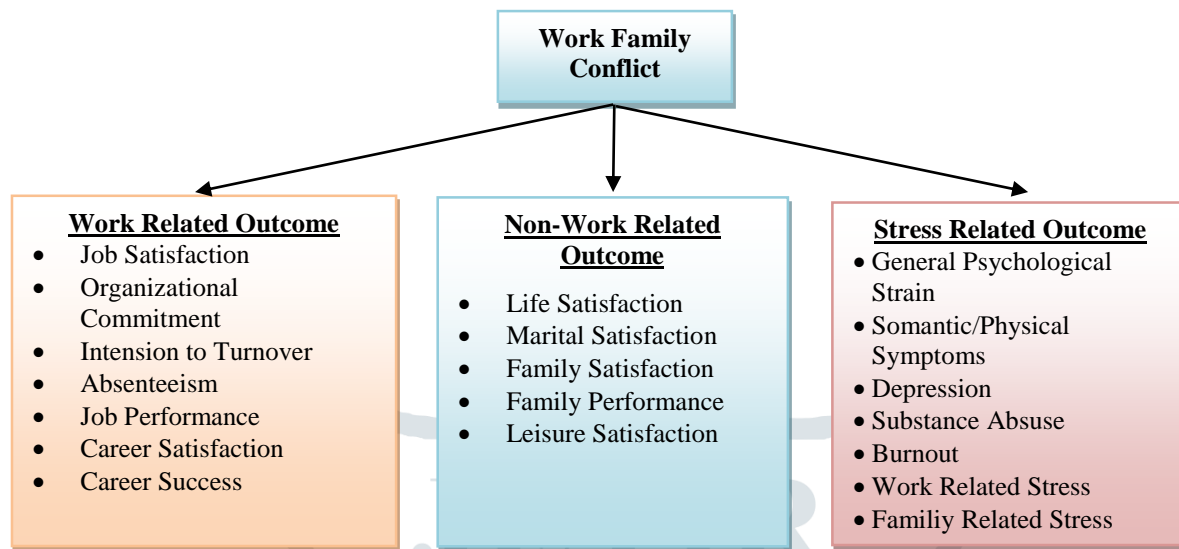 Work Family
Conflict
Work Related Outcome
• Job Satisfaction
• Organizational
Commitment
• Intension to Turnover
• Absenteeism
• Job Performance
• Career Satisfaction
• Career Success
Non-Work Related
Outcome
• Life Satisfaction
• Marital Satisfaction
• Family Satisfaction
• Family Performance
• Leisure Satisfaction
Stress Related Outcome
• General Psychological
Strain
• Somantic/Physical
Symptoms
• Depression
• Substance Abuse
• Burnout
• Work Related Stress
• Familiy Related Stress